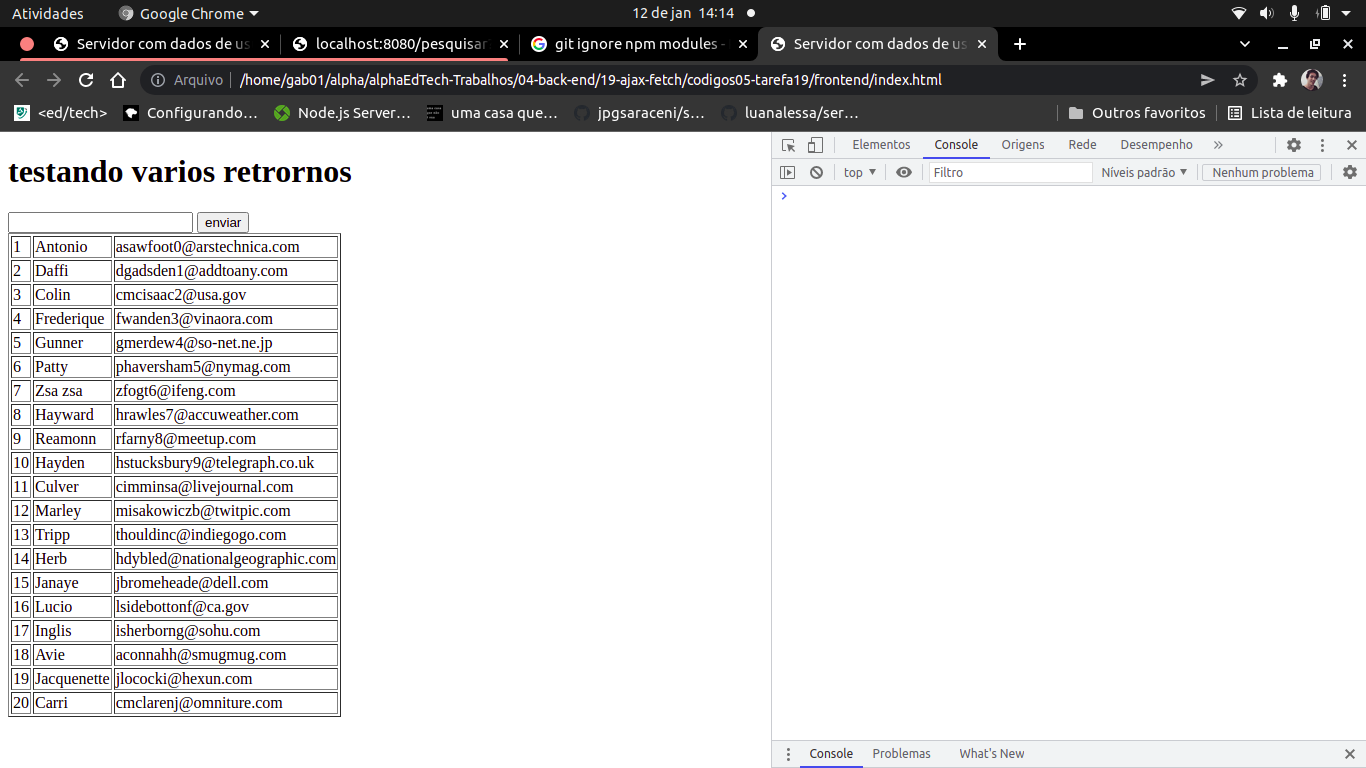 Atividades Google Chrome 12 de jan 14:14
Servidor com dados de us localhost:8080/pesquisar git ignore npm modules - Servidor com dados de us
Arquivo /home/gab01/alpha/alphaEdTech-Trabalhos/04-back-end/19-ajax-fetch/codigos05-tarefa19/frontend/index.html
<ed/tech> Configurando… Node.js Server… uma casa que… jpgsaraceni/s… luanalessa/ser… Outros favoritos Lista de leitura
testando varios retrornos
enviar
1 Antonio asawfoot0@arstechnica.com
2 Daffi dgadsden1@addtoany.com
3 Colin cmcisaac2@usa.gov
4 Frederique fwanden3@vinaora.com
5 Gunner gmerdew4@so-net.ne.jp
6 Patty phaversham5@nymag.com
7 Zsa zsa zfogt6@ifeng.com
8 Hayward hrawles7@accuweather.com
9 Reamonn rfarny8@meetup.com
10 Hayden hstucksbury9@telegraph.co.uk
11 Culver cimminsa@livejournal.com
12 Marley misakowiczb@twitpic.com
13 Tripp thouldinc@indiegogo.com
14 Herb hdybled@nationalgeographic.com
15 Janaye jbromeheade@dell.com
16 Lucio lsidebottonf@ca.gov
17 Inglis isherborng@sohu.com
18 Avie aconnahh@smugmug.com
19 Jacquenette jlococki@hexun.com
20 Carri cmclarenj@omniture.com
Elementos Console Origens Rede Desempenho
top Filtro Níveis padrão Nenhum problema
Console Problemas What's New